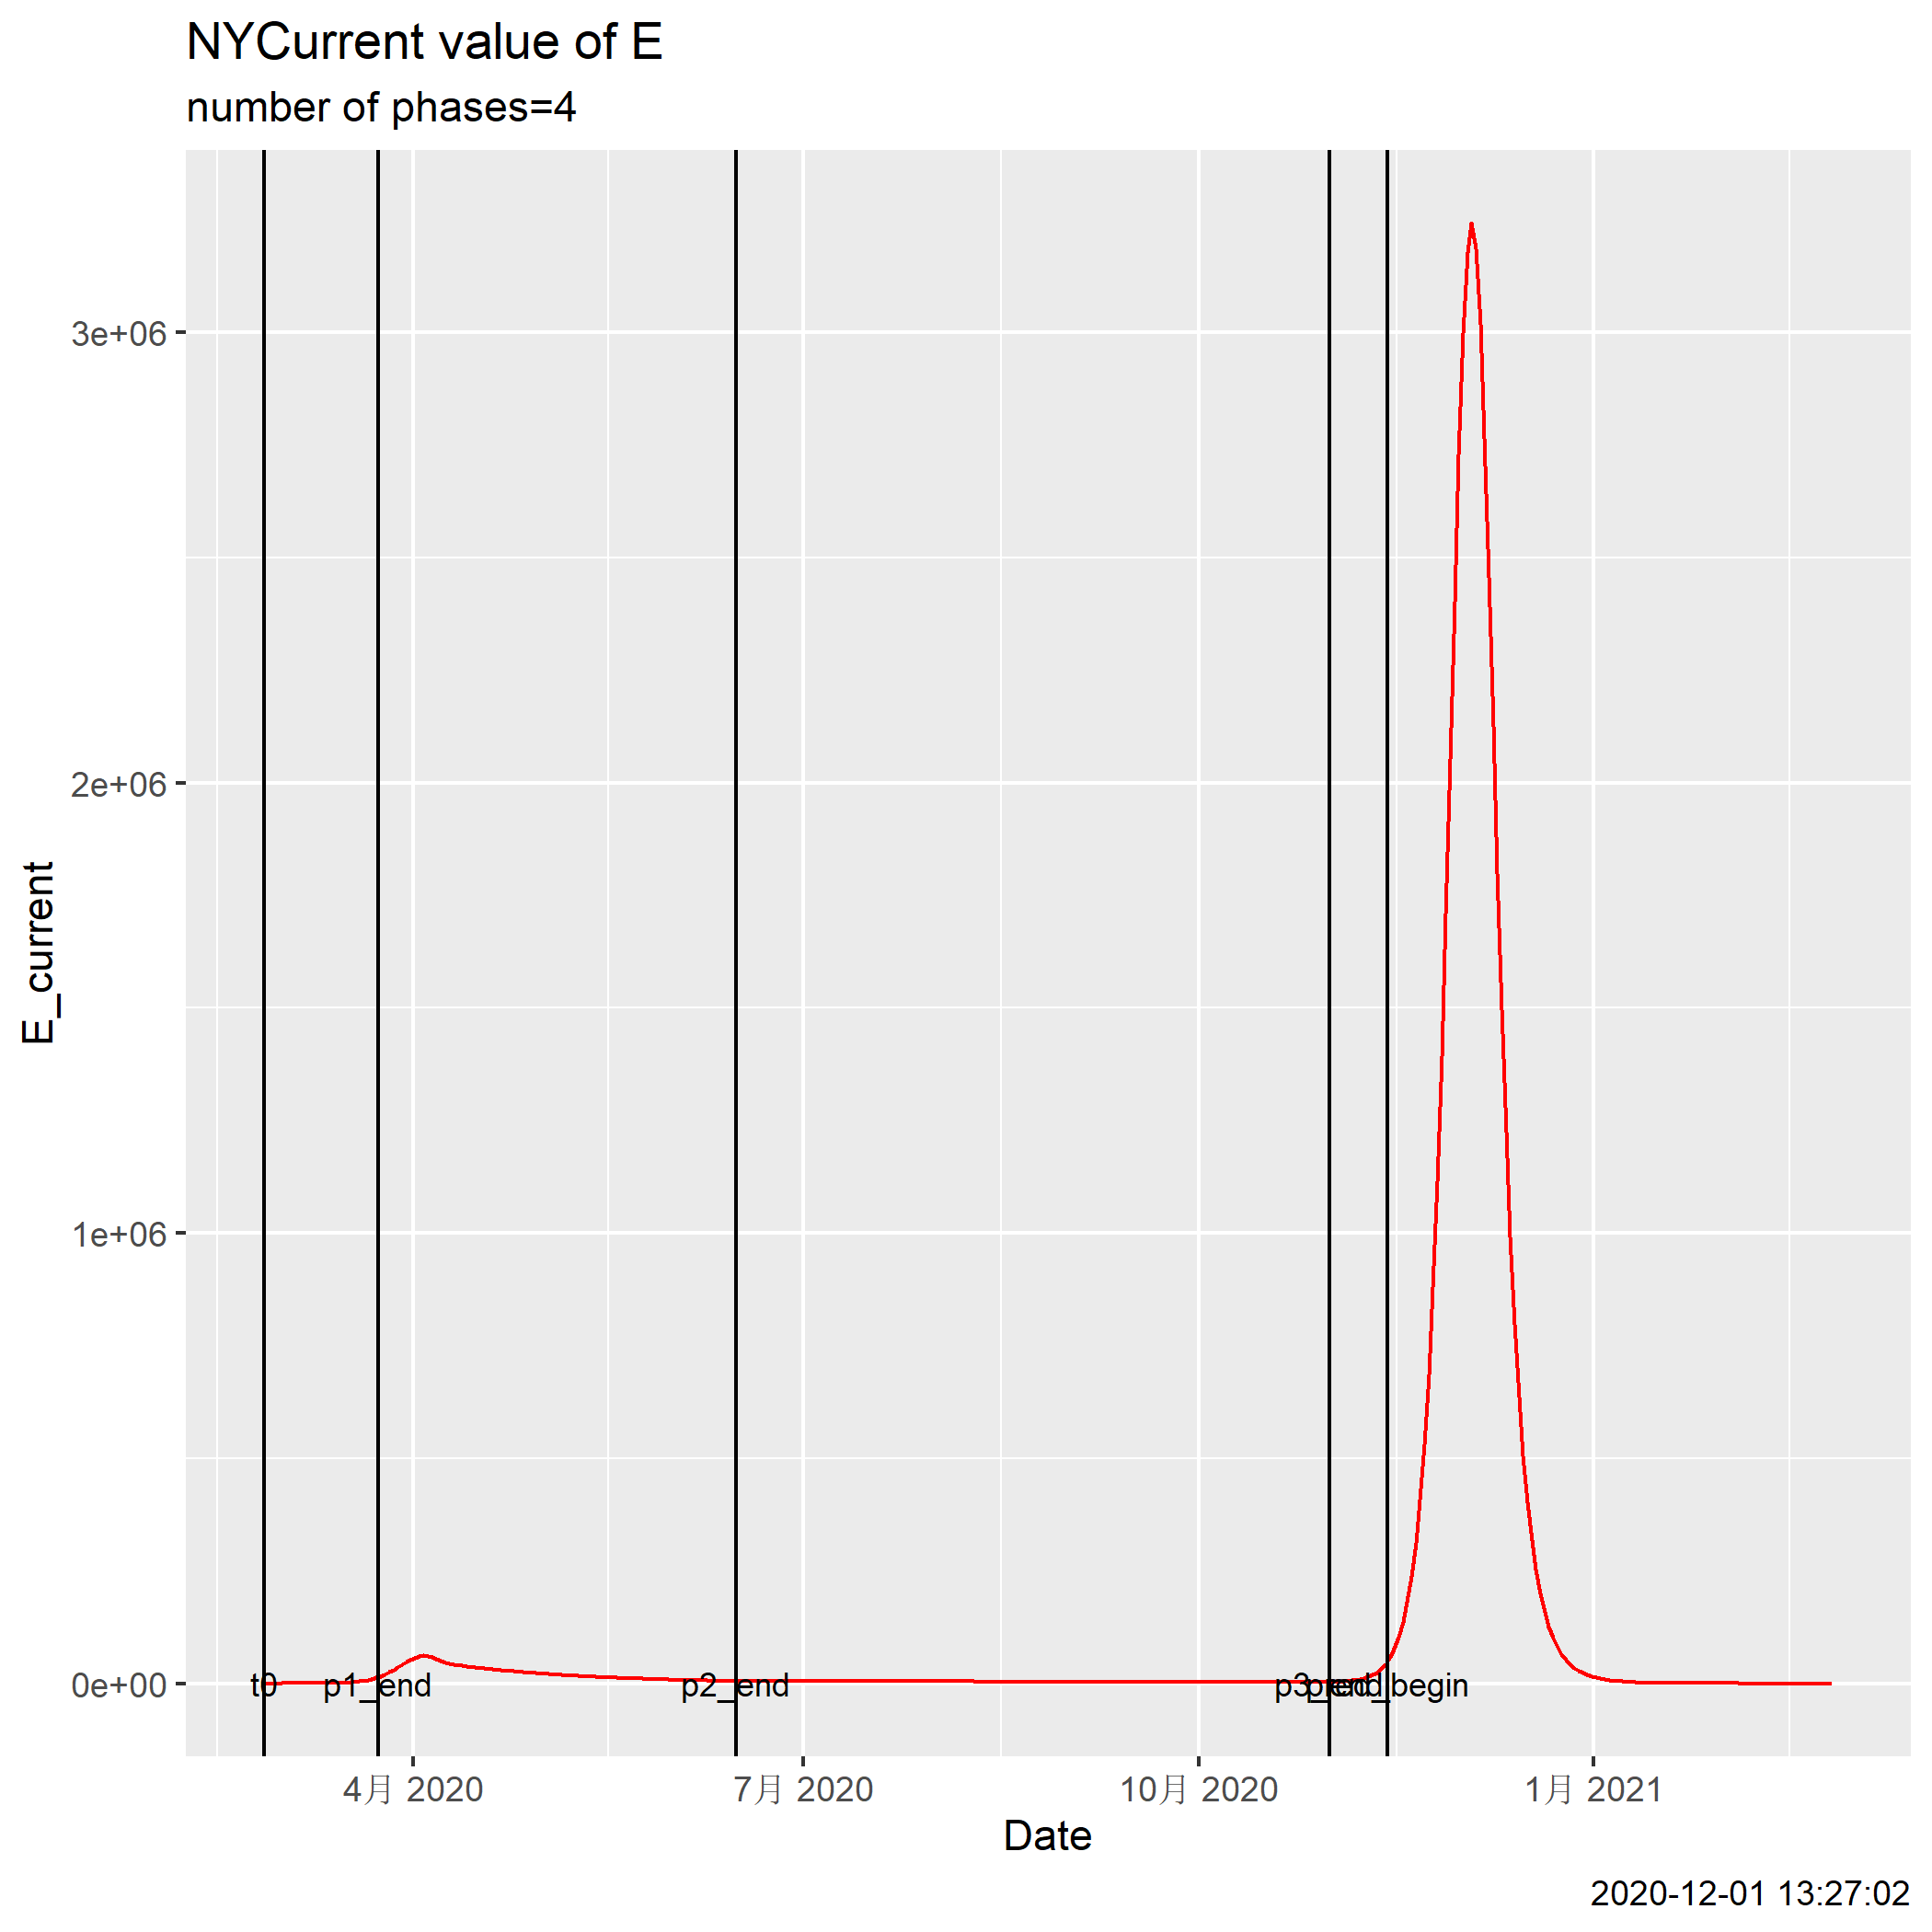 NYCurrent value of E
number of phases=4
3e+06
2e+06
1e+06
0e+00
E_current
t0
p1_end
p2_end
p3_end
pred_begin
4月 2020
7月 2020
10月 2020
1月 2021
Date
2020-12-01 13:27:02